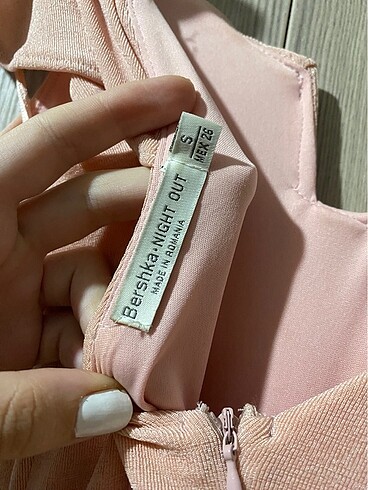 S
MEX 26
Bershka·NIGHT OUT
MADE IN ROMANIA